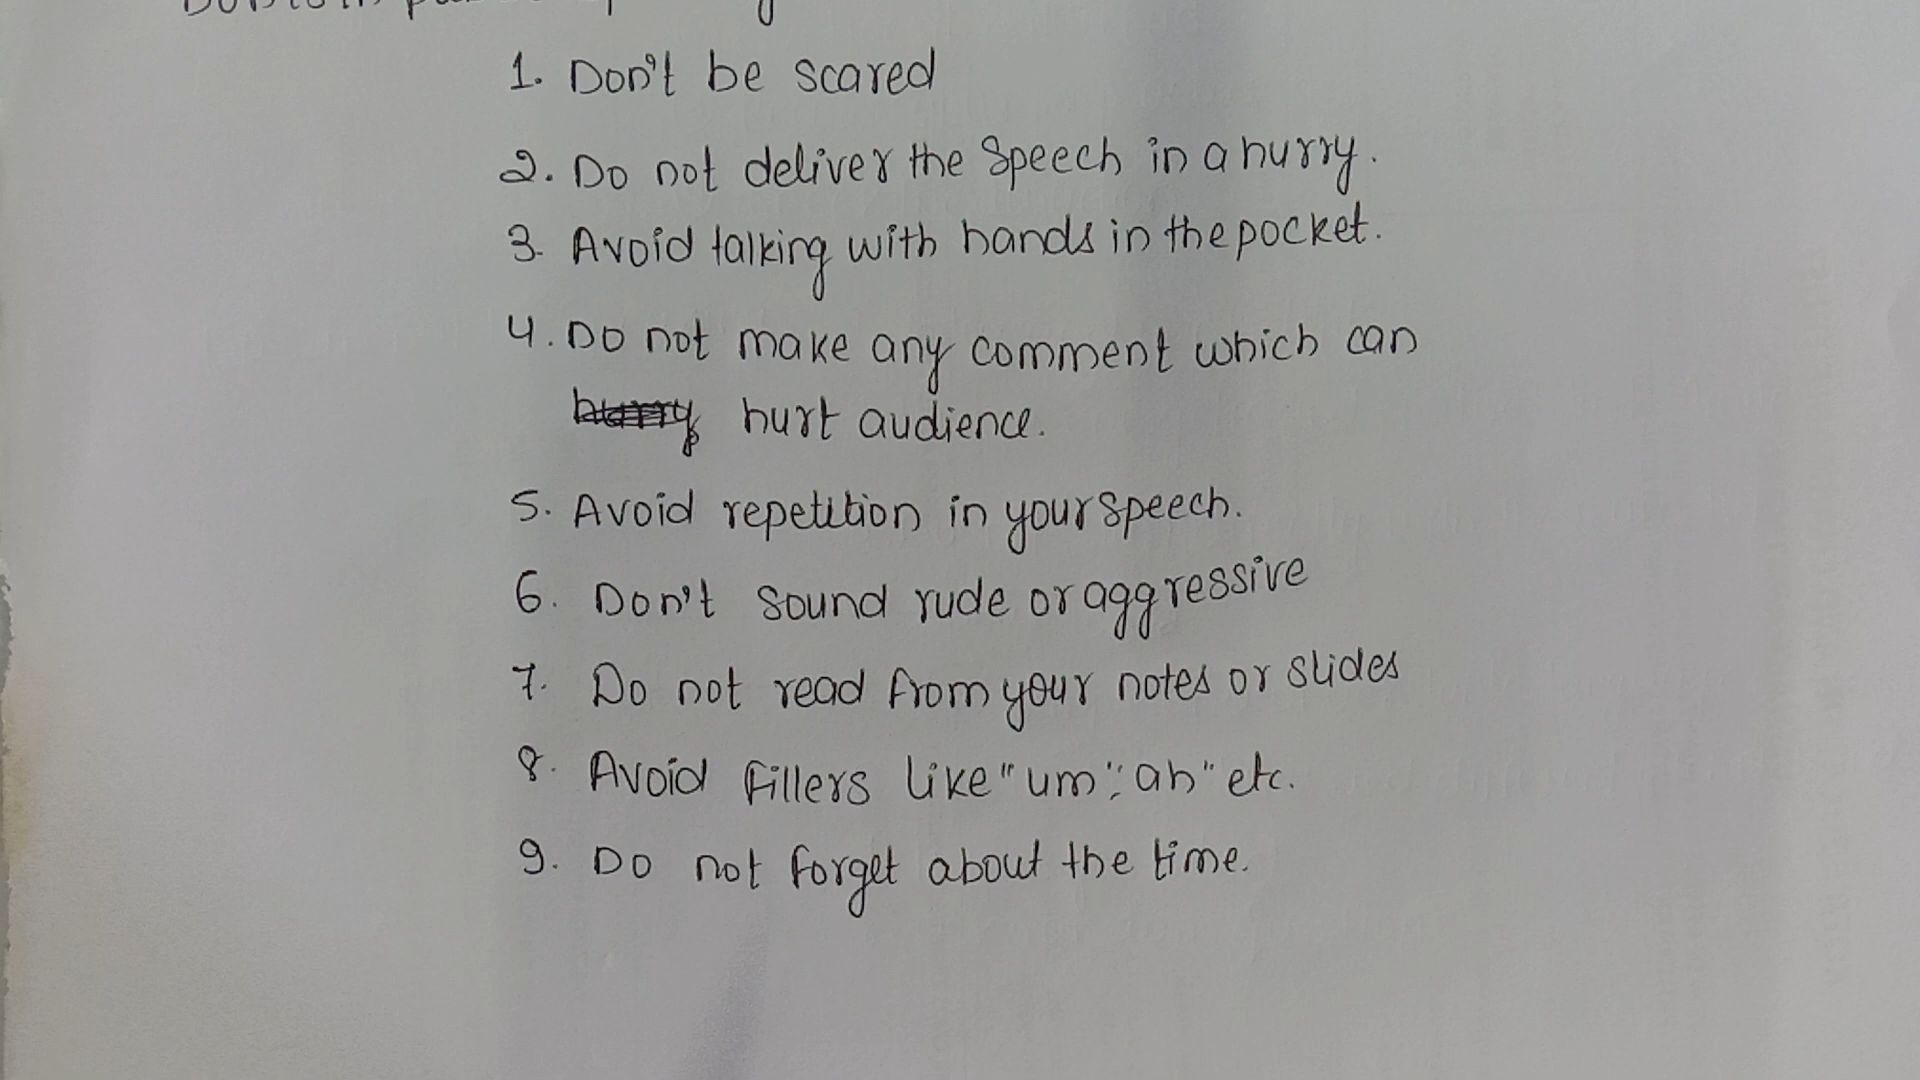 1. Don't be scared
2. Do not deliver the Speech in a hurry.
3. Avoid talking with hands in the pocket.
4. Do not make any comment which can
hurt audience.
5. Avoid repetition in your speech.
6. Don't sound rude or aggressive
7. Do not read from your notes or slides
8. Avoid fillers like "um", ah" etc.
9. Do not forget about the time.